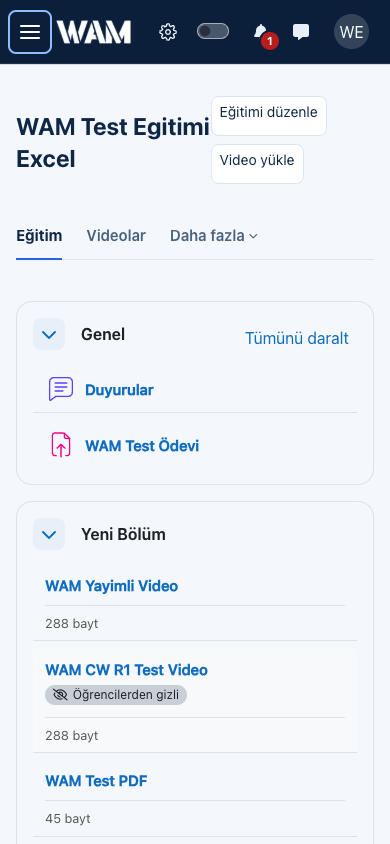 WAM
1
WE
WAM Test Egitimi
Excel
Eğitimi düzenle
Video yükle
Eğitim
Videolar
Daha fazla
Genel
Tümünü daralt
Duyurular
WAM Test Ödevi
Yeni Bölüm
WAM Yayimli Video
288 bayt
WAM CW R1 Test Video
Öğrencilerden gizli
288 bayt
WAM Test PDF
45 bayt